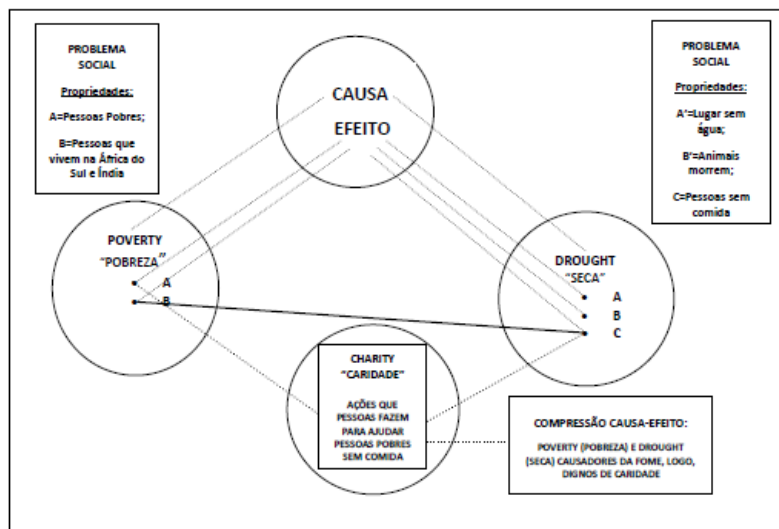 PROBLEMA
SOCIAL
Propriedades:
A=Pessoas Pobres;
B=Pessoas que
vivem na África do
Sul e Índia
CAUSA
EFEITO
PROBLEMA
SOCIAL
Propriedades:
A'=Lugar sem
água;
B'=Animais
morrem;
C=Pessoas sem
comida
POVERTY
"POBREZA"
A
B
DROUGHT
"SECA"
A
B
C
CHARITY
"CARIDADE"
AÇÕES QUE
PESSOAS FAZEM
PARA AJUDAR
PESSOAS POBRES
SEM COMIDA
COMPRESSÃO CAUSA-EFEITO:
POVERTY (POBREZA) E DROUGHT
(SECA) CAUSADORES DA FOME, LOGO,
DIGNOS DE CARIDADE